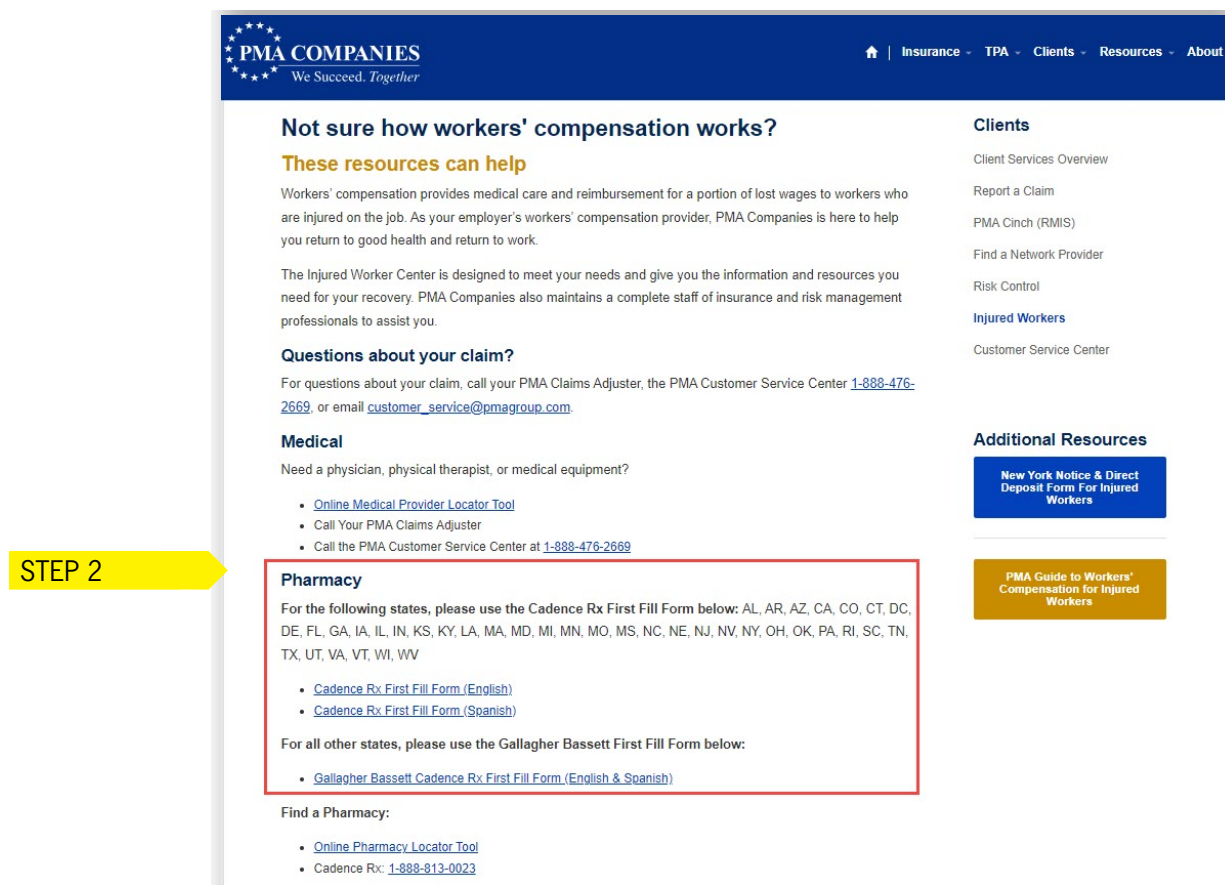 PMA COMPANIES
We Succeed. Together
| Insurance - TPA - Clients - Resources - About
Not sure how workers' compensation works?
These resources can help
Workers' compensation provides medical care and reimbursement for a portion of lost wages to workers who
are injured on the job. As your employer's workers' compensation provider, PMA Companies is here to help
you return to good health and return to work.
The Injured Worker Center is designed to meet your needs and give you the information and resources you
need for your recovery. PMA Companies also maintains a complete staff of insurance and risk management
professionals to assist you.
Questions about your claim?
For questions about your claim, call your PMA Claims Adjuster, the PMA Customer Service Center 1-888-476-
2669, or email customer_service@pmagroup.com.
Medical
Need a physician, physical therapist, or medical equipment?
• Online Medical Provider Locator Tool
• Call Your PMA Claims Adjuster
• Call the PMA Customer Service Center at 1-888-476-2669
STEP 2
Pharmacy
For the following states, please use the Cadence Rx First Fill Form below: AL, AR, AZ, CA, CO, CT, DC,
DE, FL, GA, IA, IL, IN, KS, KY, LA, MA, MD, MI, MN, MO, MS, NC, NE, NJ, NV, NY, OH, OK, PA, RI, SC, TN,
TX, UT, VA, VT, WI, WV
• Cadence Rx First Fill Form (English)
• Cadence Rx First Fill Form (Spanish)
For all other states, please use the Gallagher Bassett First Fill Form below:
• Gallagher Bassett Cadence Rx First Fill Form (English & Spanish)
Find a Pharmacy:
• Online Pharmacy Locator Tool
• Cadence Rx: 1-888-813-0023
Clients
Client Services Overview
Report a Claim
PMA Cinch (RMIS)
Find a Network Provider
Risk Control
Injured Workers
Customer Service Center
Additional Resources
New York Notice & Direct
Deposit Form For Injured
Workers
PMA Guide to Workers'
Compensation for Injured
Workers